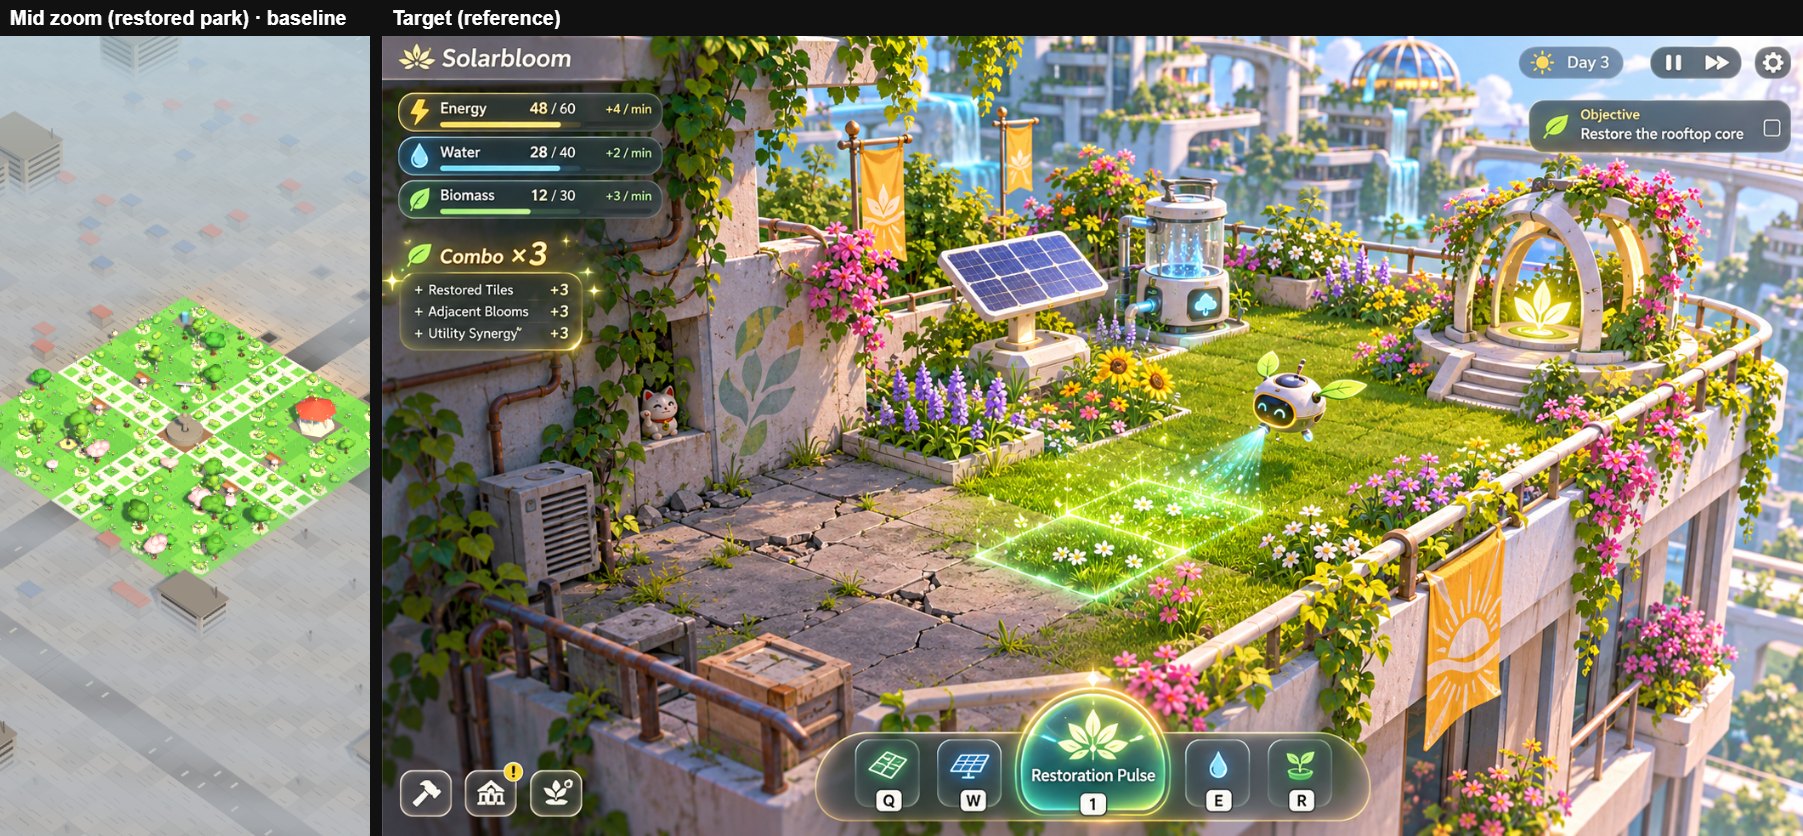 Mid zoom (restored park) · baseline
Target (reference)
Solarbloom
Energy 48 / 60 +4 / min
Water 28 / 40 +2 / min
Biomass 12 / 30 +3 / min
Combo ×3
+ Restored Tiles +3
+ Adjacent Blooms +3
+ Utility Synergy +3
Day 3
Objective
Restore the rooftop core
!
Restoration Pulse
Q
W
1
E
R